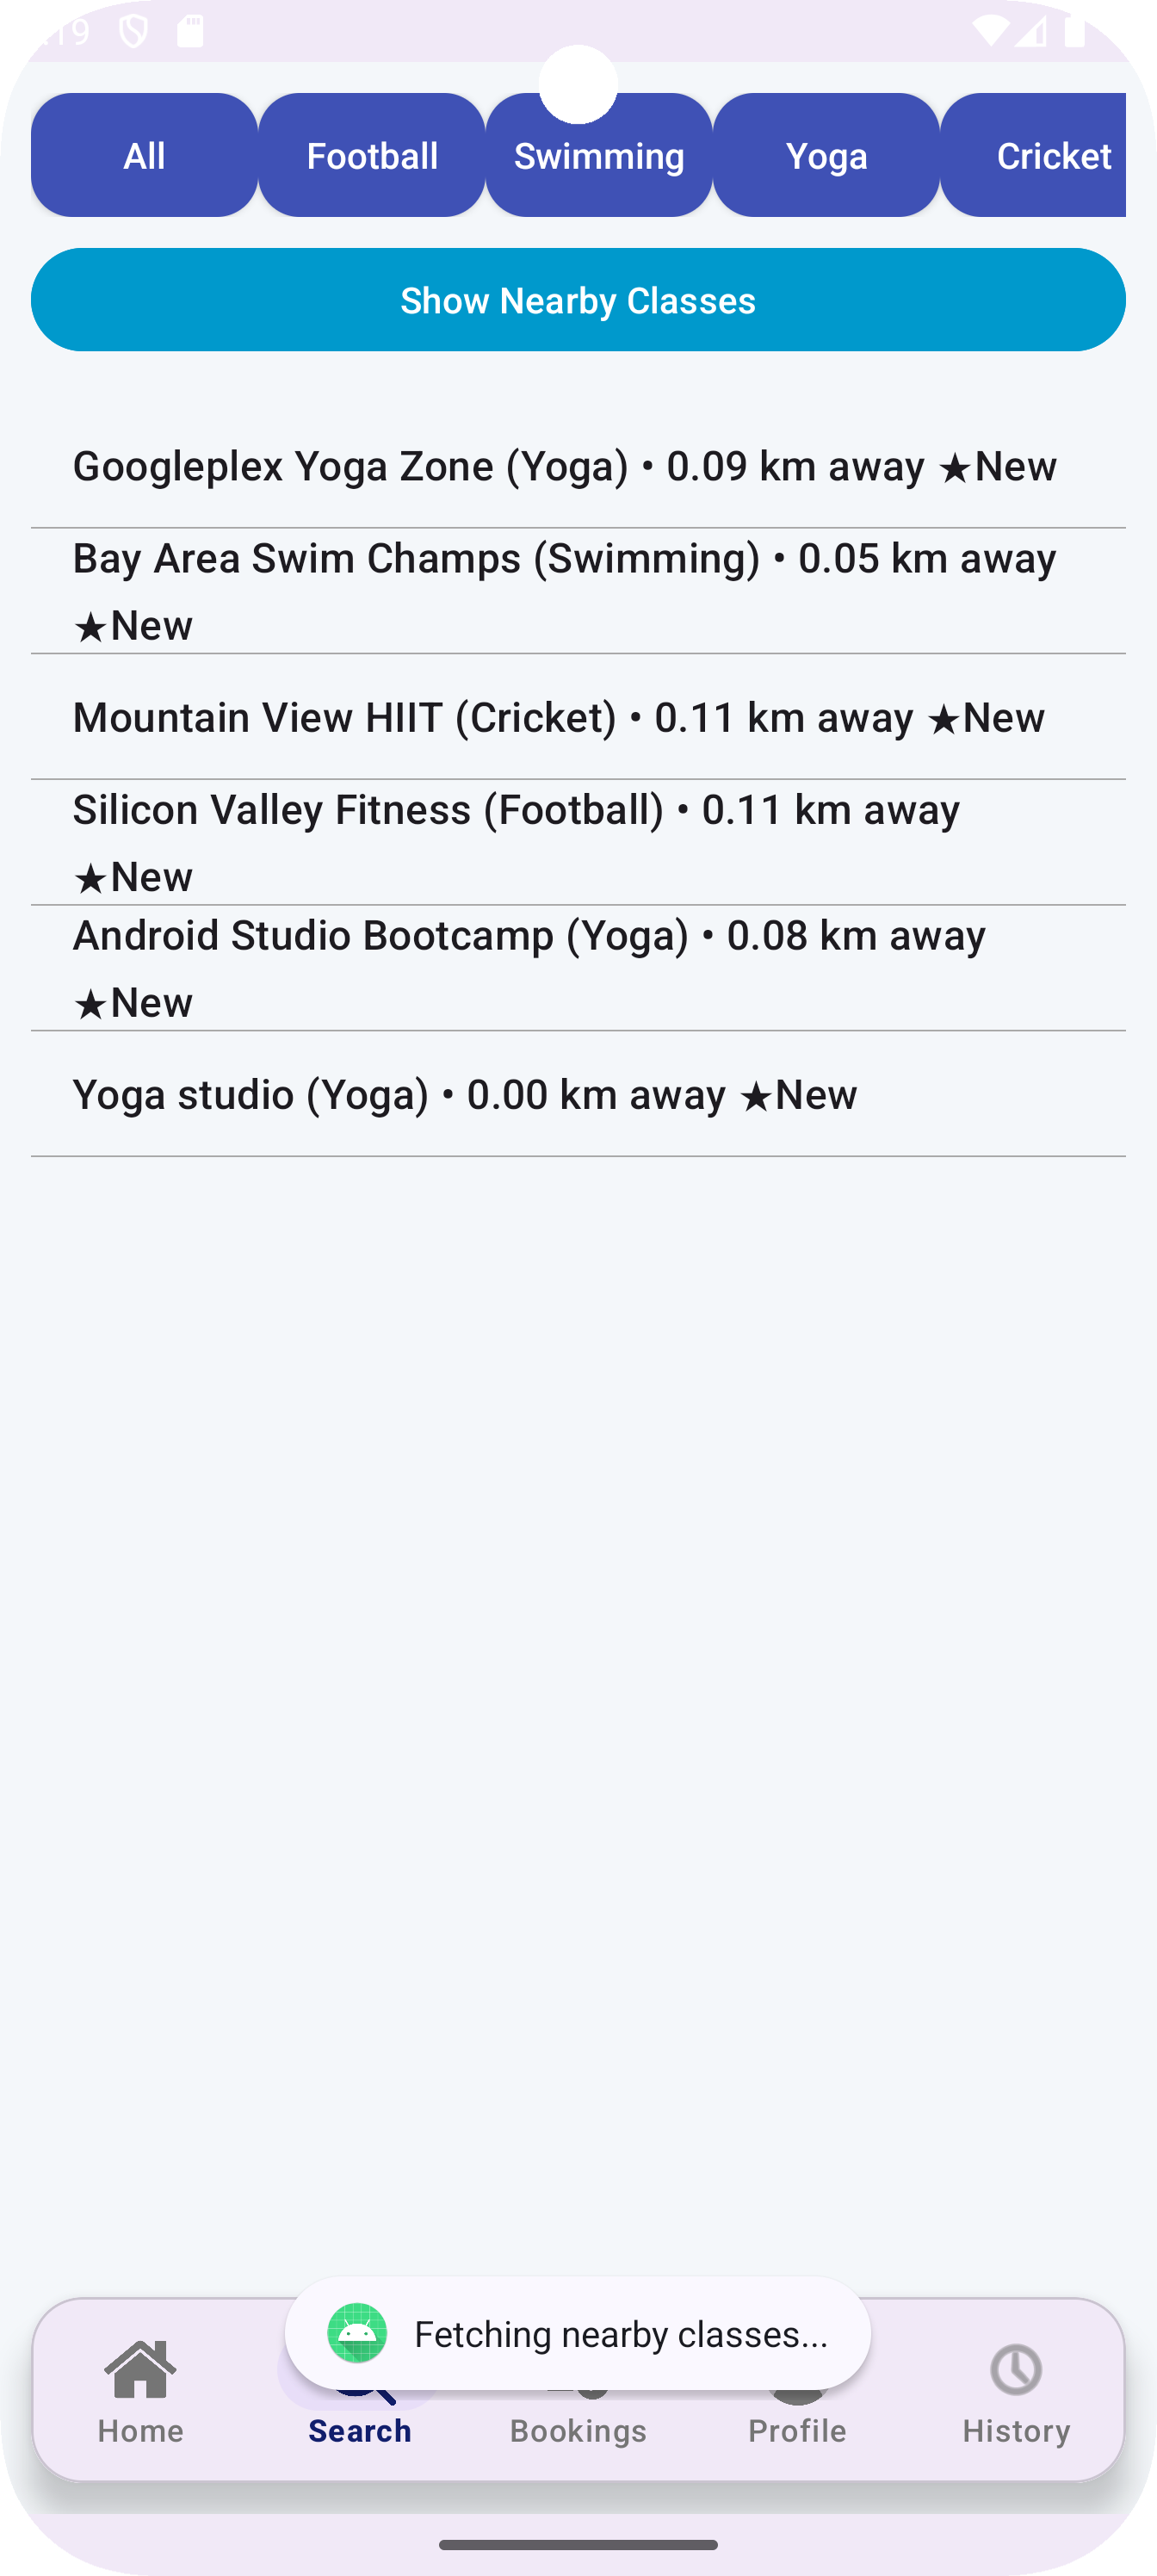 :19
All Football Swimming Yoga Cricket
Show Nearby Classes
Googleplex Yoga Zone (Yoga) • 0.09 km away ★New
Bay Area Swim Champs (Swimming) • 0.05 km away
★New
Mountain View HIIT (Cricket) • 0.11 km away ★New
Silicon Valley Fitness (Football) • 0.11 km away
★New
Android Studio Bootcamp (Yoga) • 0.08 km away
★New
Yoga studio (Yoga) • 0.00 km away ★New
Fetching nearby classes...
Home Search Bookings Profile History